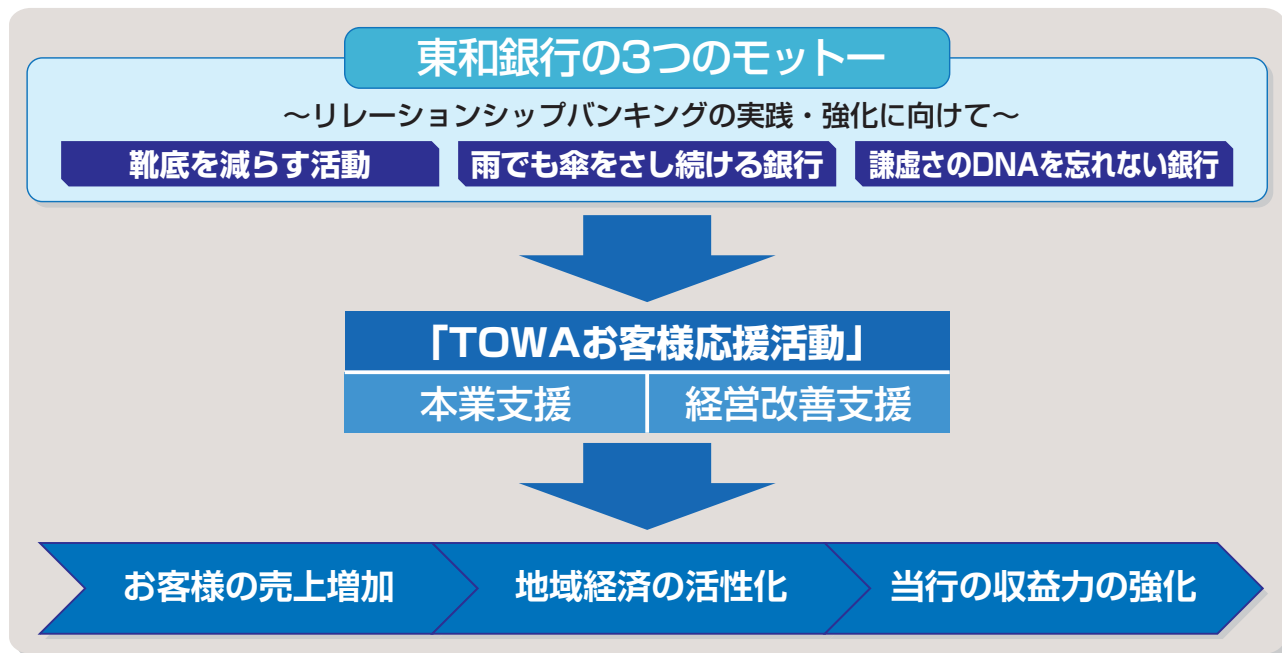 東和銀行の3つのモットー
～リレーションシップバンキングの実践・強化に向けて～
靴底を減らす活動
雨でも傘をさし続ける銀行
謙虚さのDNAを忘れない銀行
「TOWAお客様応援活動」
本業支援
経営改善支援
お客様の売上増加
地域経済の活性化
当行の収益力の強化